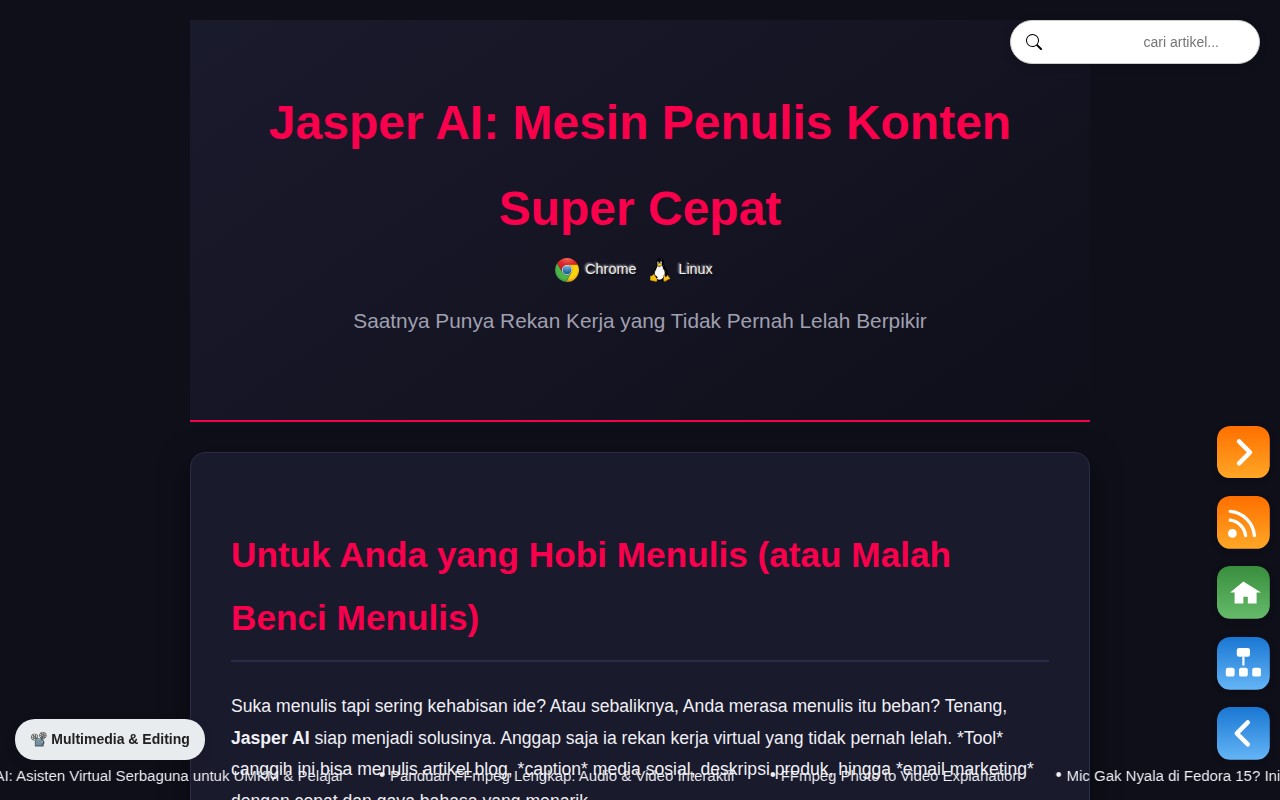 cari artikel...
Jasper AI: Mesin Penulis Konten
Super Cepat
Chrome Linux
Saatnya Punya Rekan Kerja yang Tidak Pernah Lelah Berpikir
Untuk Anda yang Hobi Menulis (atau Malah
Benci Menulis)
Suka menulis tapi sering kehabisan ide? Atau sebaliknya, Anda merasa menulis itu beban? Tenang,
Jasper AI siap menjadi solusinya. Anggap saja ia rekan kerja virtual yang tidak pernah lelah. *Tool*
canggih ini bisa menulis artikel blog, *caption* media sosial, deskripsi produk, hingga *email marketing*
dengan cepat dan gaya bahasa yang menarik.
📽️ Multimedia & Editing
AI: Asisten Virtual Serbaguna untuk UMKM & Pelajar • Panduan FFmpeg Lengkap: Audio & Video Interaktif • FFmpeg Photo to Video Explanation • Mic Gak Nyala di Fedora 15? Ini